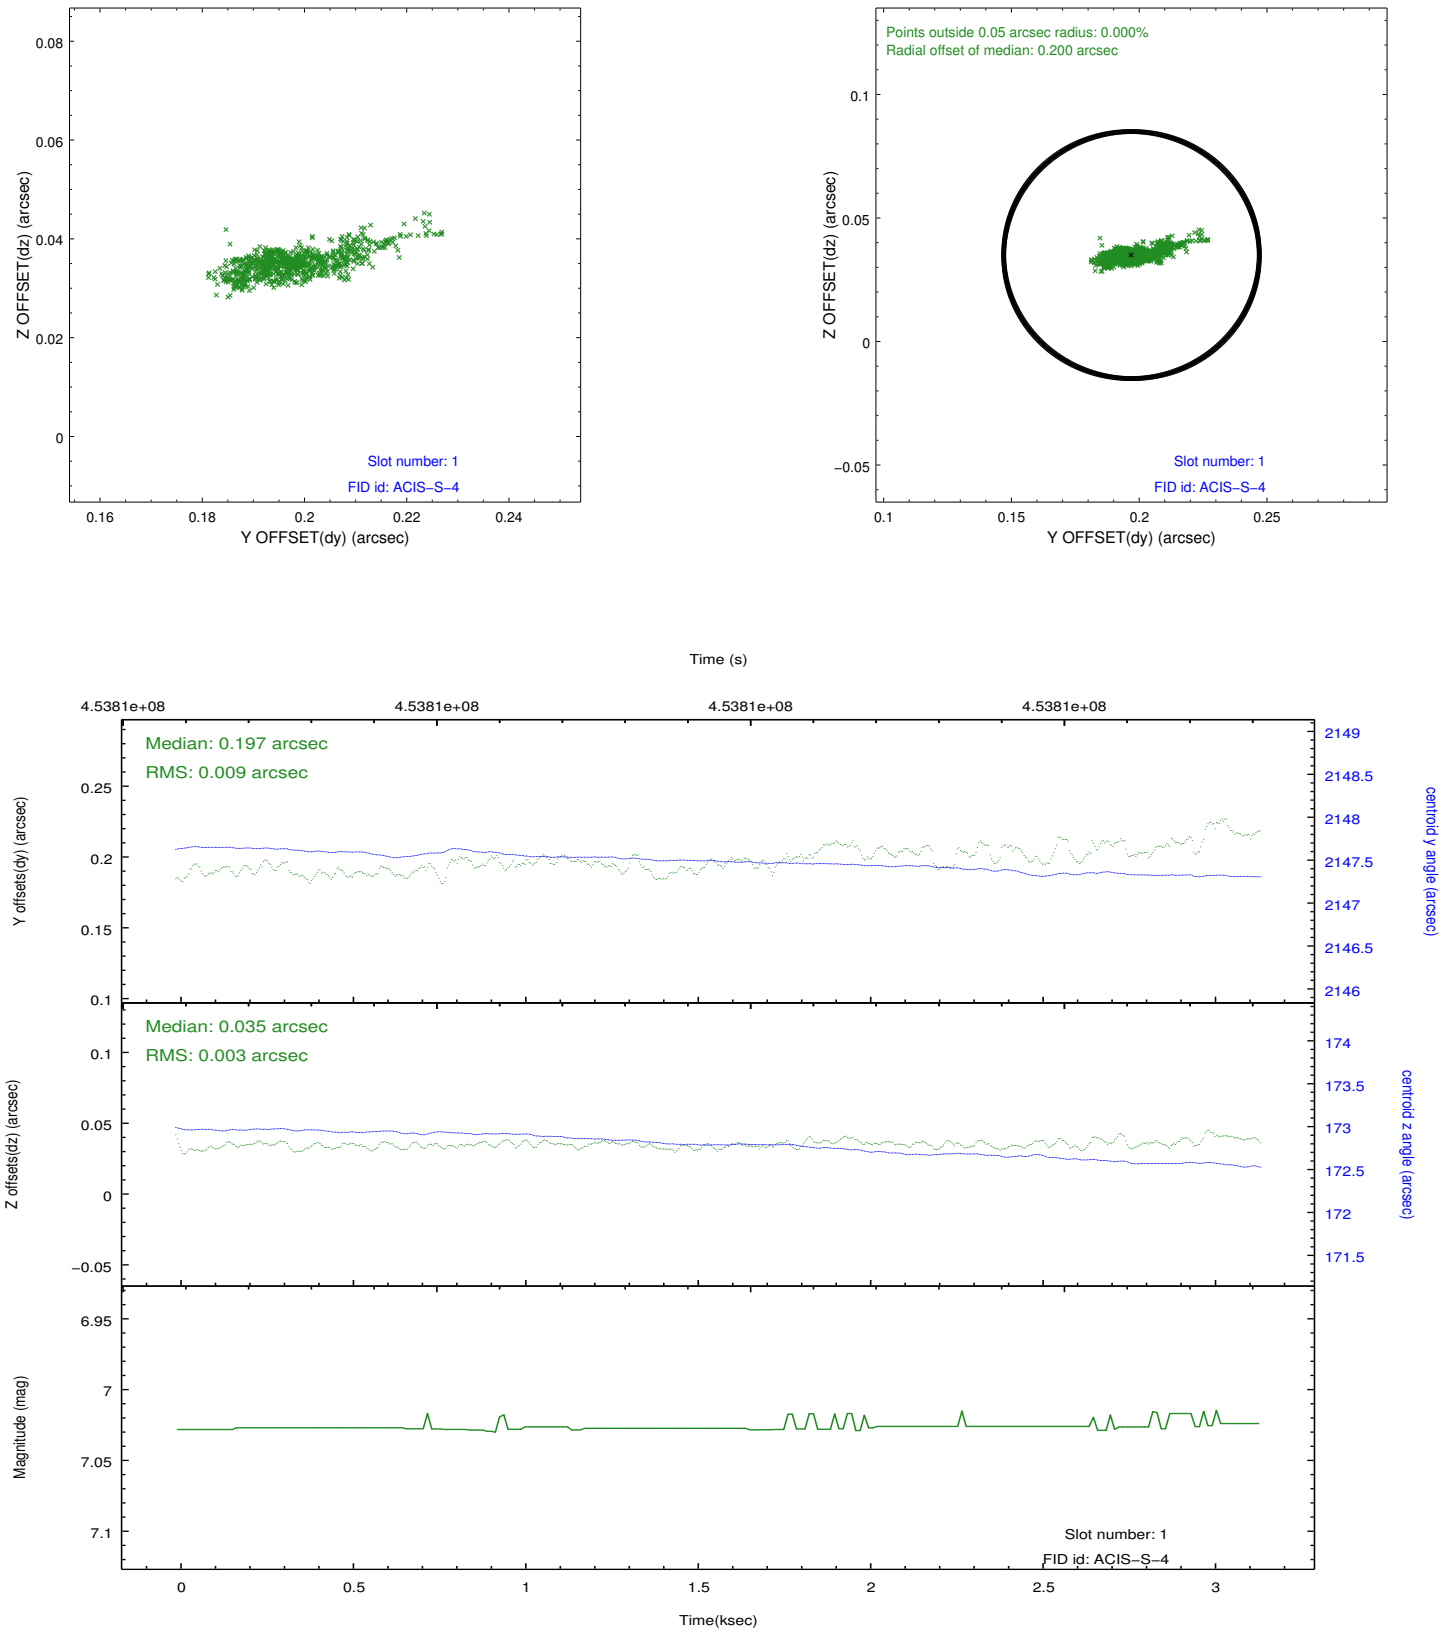 0.08
0.06
0.04
0.02
0
Z OFFSET(dz) (arcsec)
Slot number: 1
FID id: ACIS−S−4
0.16 0.18 0.2 0.22 0.24
Y OFFSET(dy) (arcsec)
Points outside 0.05 arcsec radius: 0.000%
Radial offset of median: 0.200 arcsec
0.1
0.05
0
−0.05
Z OFFSET(dz) (arcsec)
Slot number: 1
FID id: ACIS−S−4
0.1 0.15 0.2 0.25
Y OFFSET(dy) (arcsec)
Time (s)
4.5381e+08 4.5381e+08 4.5381e+08 4.5381e+08
Median: 0.197 arcsec
RMS: 0.009 arcsec
0.25
0.2
0.15
0.1
Y offsets(dy) (arcsec)
2149
2148.5
2148
2147.5
2147
2146.5
2146
centroid y angle (arcsec)
Median: 0.035 arcsec
RMS: 0.003 arcsec
0.1
0.05
0
−0.05
Z offsets(dz) (arcsec)
174
173.5
173
172.5
172
171.5
centroid z angle (arcsec)
6.95
7
7.05
7.1
Magnitude (mag)
Slot number: 1
FID id: ACIS−S−4
0 0.5 1 1.5 2 2.5 3
Time(ksec)